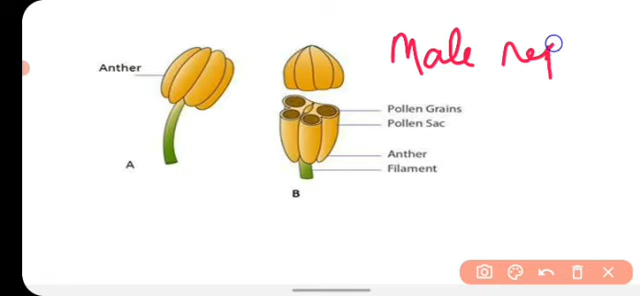 Male rep
Anther
Pollen Grains
Pollen Sac
Anther
Filament
A
B